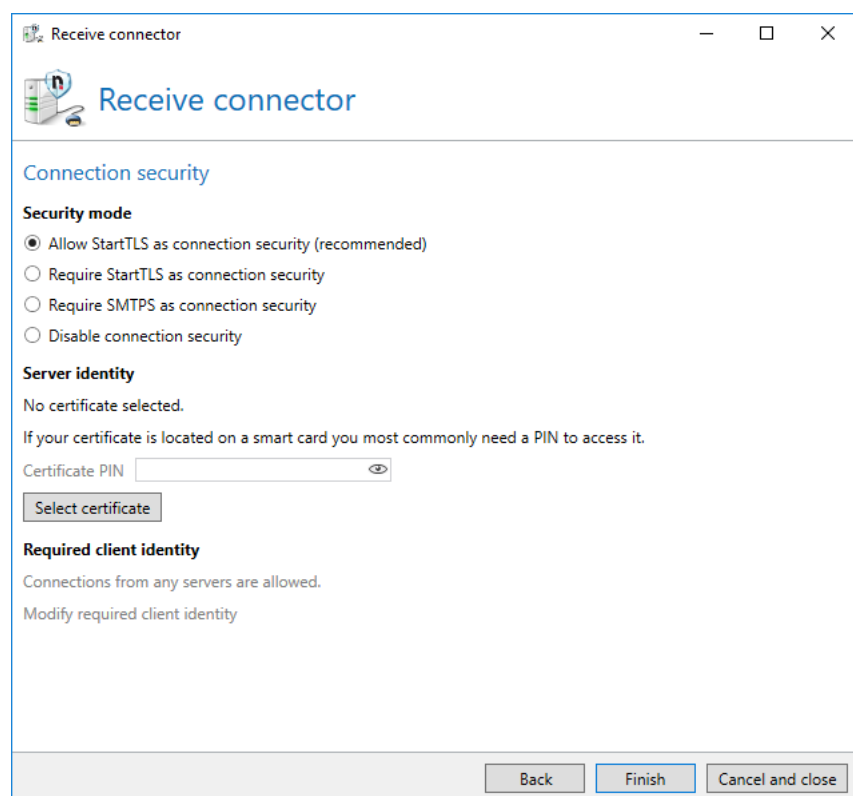 Receive connector
Receive connector
Connection security
Security mode
Allow StartTLS as connection security (recommended)
Require StartTLS as connection security
Require SMTPS as connection security
Disable connection security
Server identity
No certificate selected.
If your certificate is located on a smart card you most commonly need a PIN to access it.
Certificate PIN
Select certificate
Required client identity
Connections from any servers are allowed.
Modify required client identity
Back Finish Cancel and close